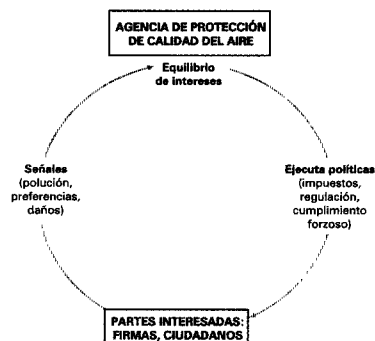 AGENCIA DE PROTECCIÓN
DE CALIDAD DEL AIRE
Equilibrio
de intereses
Señales
(polución,
preferencias,
daños)
Ejecuta políticas
(impuestos,
regulación,
cumplimiento
forzoso)
PARTES INTERESADAS:
FIRMAS, CIUDADANOS